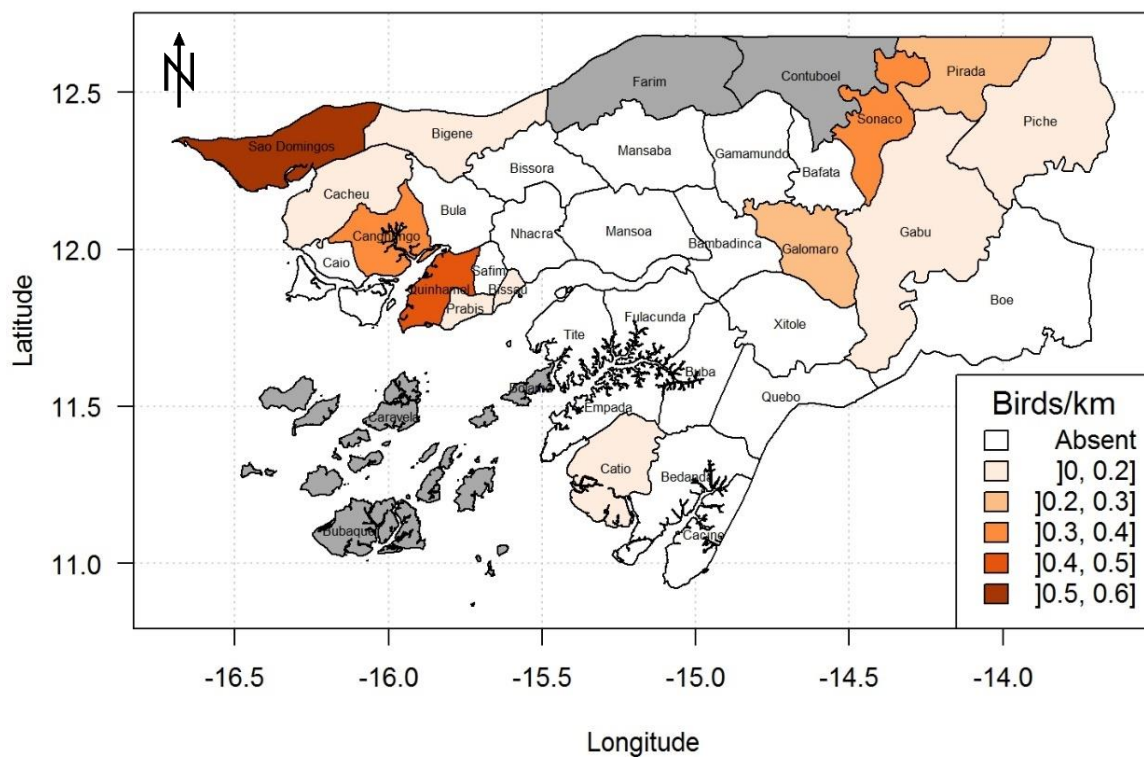 N
Latitude
12.5
12.0
11.5
11.0
Farim
Contuboel
Pirada
Sao Domingos
Bigene
Sonaco
Piche
Mansaba
Gamamundo
Bissora
Bafata
Cacheu
Bula
Canghungo
Nhacra
Mansoa
Bambadinca
Galomaro
Gabu
Caio
Safim
Quinhamel
Bissau
Prabis
Boe
Xitole
Tite
Fulacunda
Buba
Bolama
Quebo
Empada
Caravela
Catio
Bedanda
Bubaque
Cacine
Birds/km
Absent
]0, 0.2]
]0.2, 0.3]
]0.3, 0.4]
]0.4, 0.5]
]0.5, 0.6]
-16.5
-16.0
-15.5
-15.0
-14.5
-14.0
Longitude